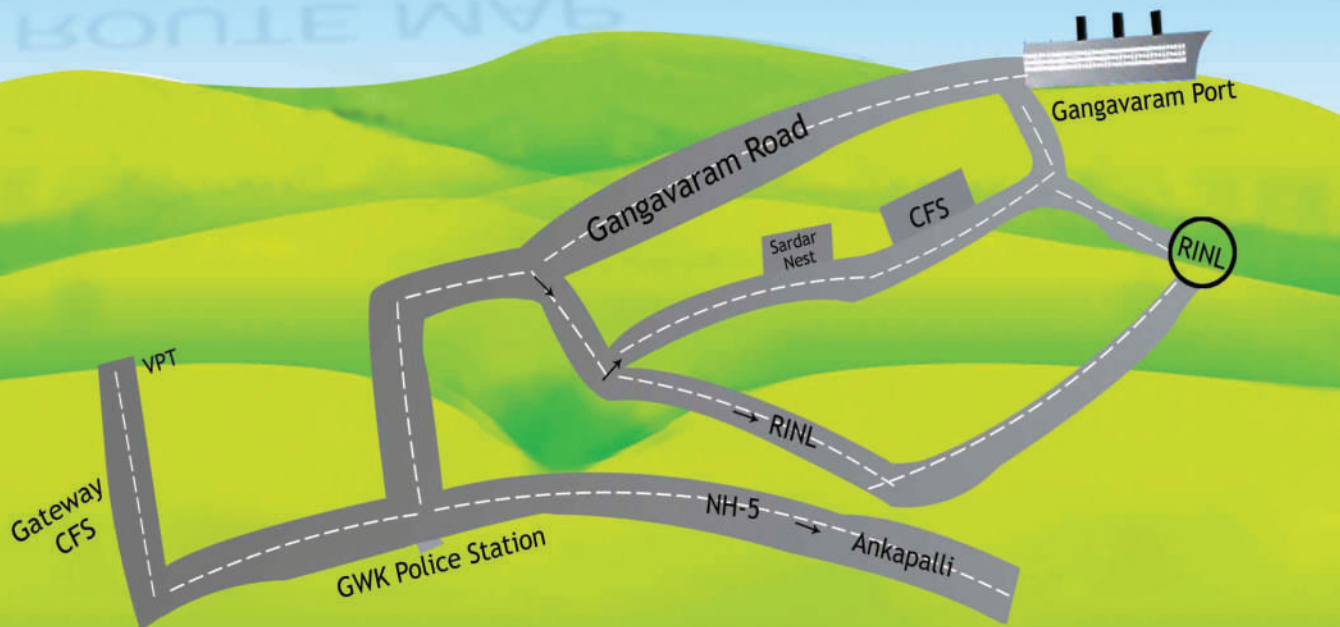 ROUTE MAP
Gangavaram Port
Gangavaram Road
CFS
Sardar
Nest
RINL
VPT
RINL
Gateway
CFS
NH-5
Ankapalli
GWK Police Station